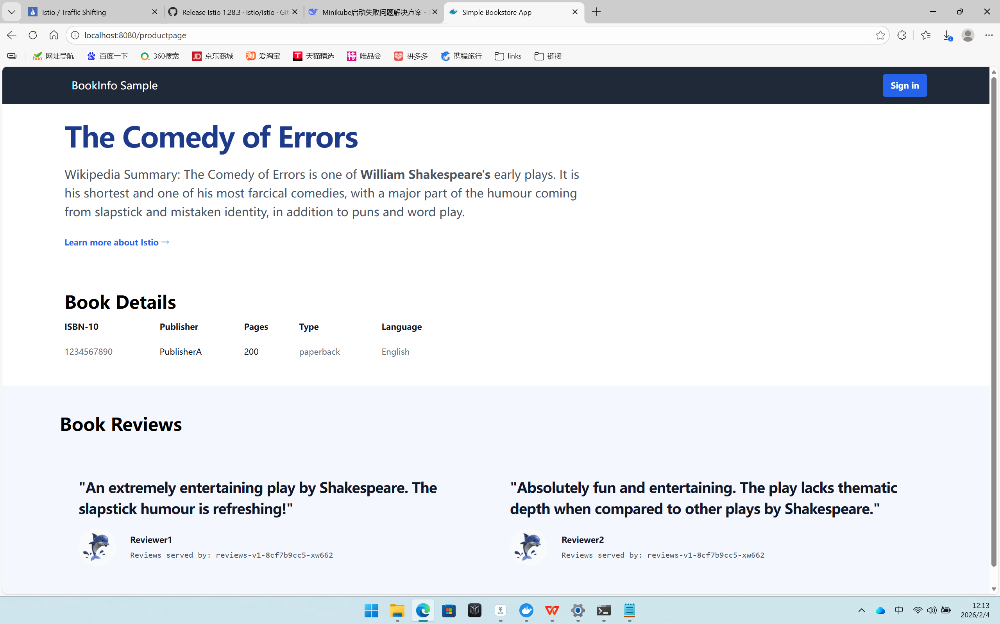 Istio / Traffic Shifting
Release Istio 1.28.3 · istio/istio · Git
Minikube启动失败问题解决方案 -
Simple Bookstore App
localhost:8080/productpage
网址导航
百度一下
360搜索
京东商城
爱淘宝
天猫精选
唯品会
拼多多
携程旅行
links
链接
BookInfo Sample
Sign in
The Comedy of Errors
Wikipedia Summary: The Comedy of Errors is one of William Shakespeare's early plays. It is
his shortest and one of his most farcical comedies, with a major part of the humour coming
from slapstick and mistaken identity, in addition to puns and word play.
Learn more about Istio →
Book Details
ISBN-10 Publisher Pages Type Language
1234567890 PublisherA 200 paperback English
Book Reviews
"An extremely entertaining play by Shakespeare. The
slapstick humour is refreshing!"
Reviewer1
Reviews served by: reviews-v1-8cf7b9cc5-xw662
"Absolutely fun and entertaining. The play lacks thematic
depth when compared to other plays by Shakespeare."
Reviewer2
Reviews served by: reviews-v1-8cf7b9cc5-xw662
中
12:13
2026/2/4